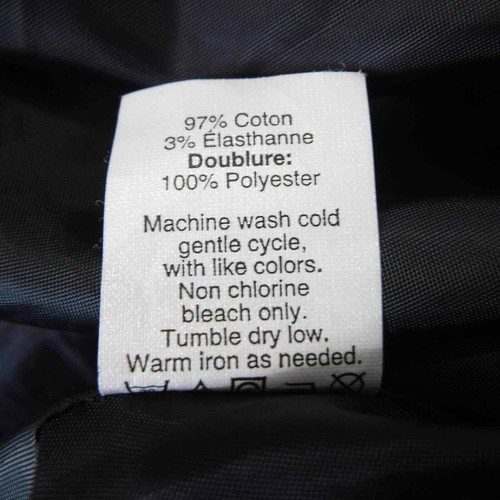 97% Coton
3% Élasthanne
Doublure:
100% Polyester
Machine wash cold
gentle cycle,
with like colors.
Non chlorine
bleach only.
Tumble dry low.
Warm iron as needed.